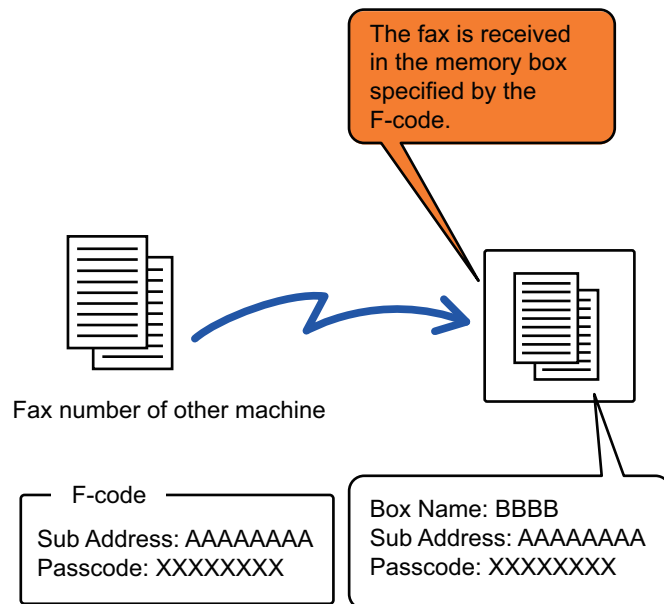 The fax is received
in the memory box
specified by the
F-code.
Fax number of other machine
F-code
Sub Address: AAAAAAAA
Passcode: XXXXXXXX
Box Name: BBBB
Sub Address: AAAAAAAA
Passcode: XXXXXXXX